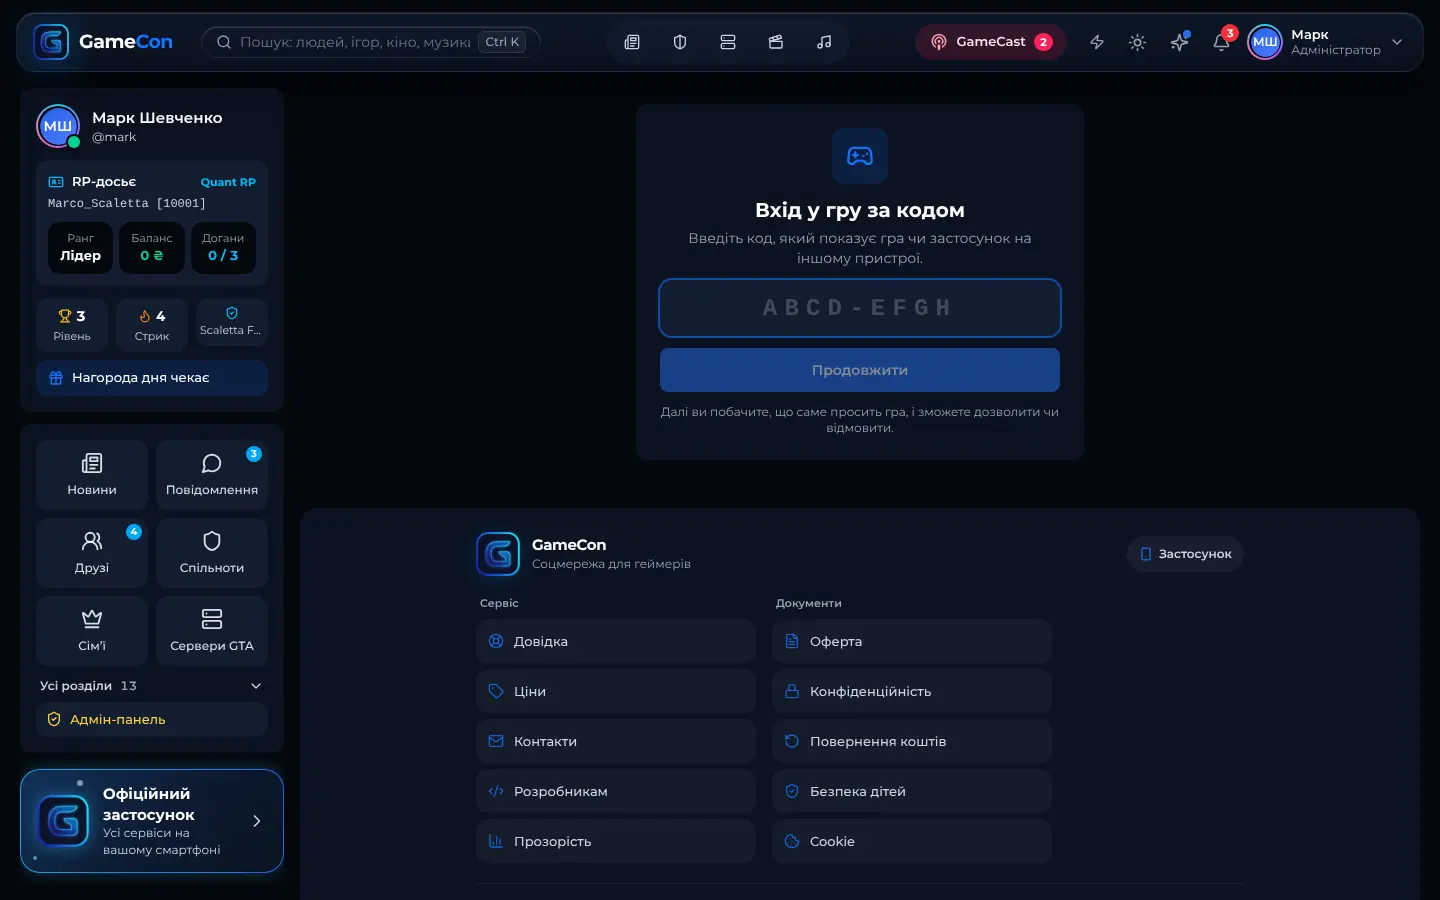 GameCon
Пошук: людей, ігор, кіно, музики
Ctrl K
GameCast 2
3
МШ
Марк
Адміністратор
МШ
Марк Шевченко
@mark
RP-досьє
Quant RP
Marco_Scaletta [10001]
Ранг
Лідер
Баланс
0 ₴
Догани
0 / 3
3
Рівень
4
Стрик
Scaletta F...
Нагорода дня чекає
Новини
3
Повідомлення
4
Друзі
Спільноти
Сім'ї
Сервери GTA
Усі розділи 13
Адмін-панель
Офіційний
застосунок
Усі сервіси на
вашому смартфоні
Вхід у гру за кодом
Введіть код, який показує гра чи застосунок на
іншому пристрої.
ABCD-EFGH
Продовжити
Далі ви побачите, що саме просить гра, і зможете дозволити чи
відмовити.
GameCon
Соцмережа для геймерів
Застосунок
Сервіс
Довідка
Ціни
Контакти
Розробникам
Прозорість
Документи
Оферта
Конфіденційність
Повернення коштів
Безпека дітей
Cookie